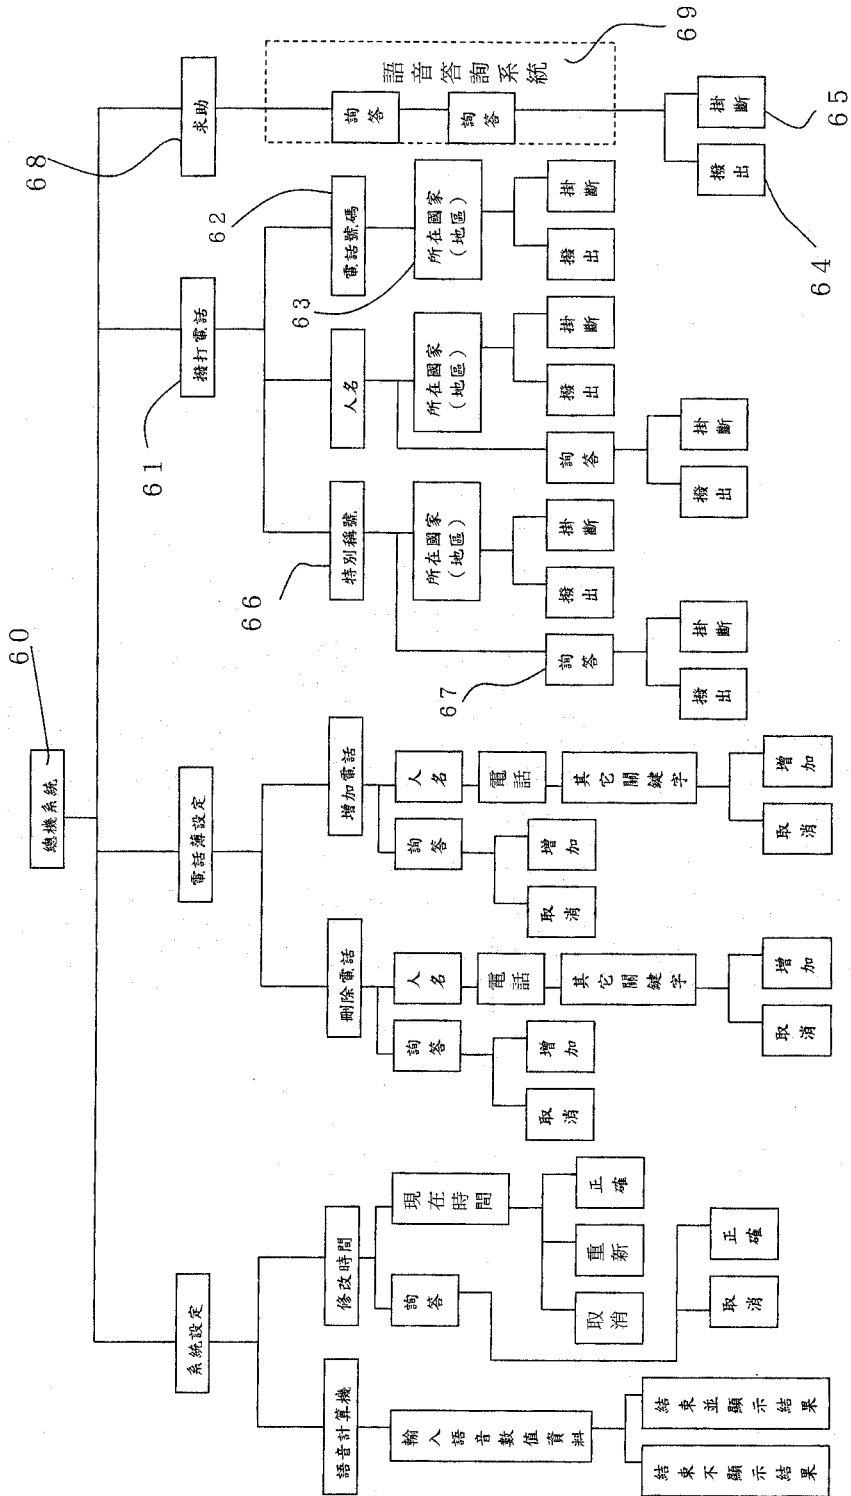 總機系統
60
系統設定
電話薄設定
撥打電話
61
求助
68
語音計算機
修改時間
刪除電話
增加電話
特別稱號
66
人名
電話號碼
62
輸入語音數值資料
詢答
現在時間
詢答
人名
詢答
人名
電話
電話
其它關鍵字
其它關鍵字
所在國家
(地區)
所在國家
(地區)
所在國家
(地區)
63
詢答
詢答
語音答詢系統
69
結束不顯示結果
結束並顯示結果
取消
重新
正確
取消
正確
取消
增加
取消
增加
取消
增加
取消
增加
詢答
67
撥出
掛斷
撥出
掛斷
詢答
撥出
掛斷
撥出
掛斷
撥出
掛斷
撥出
64
掛斷
65